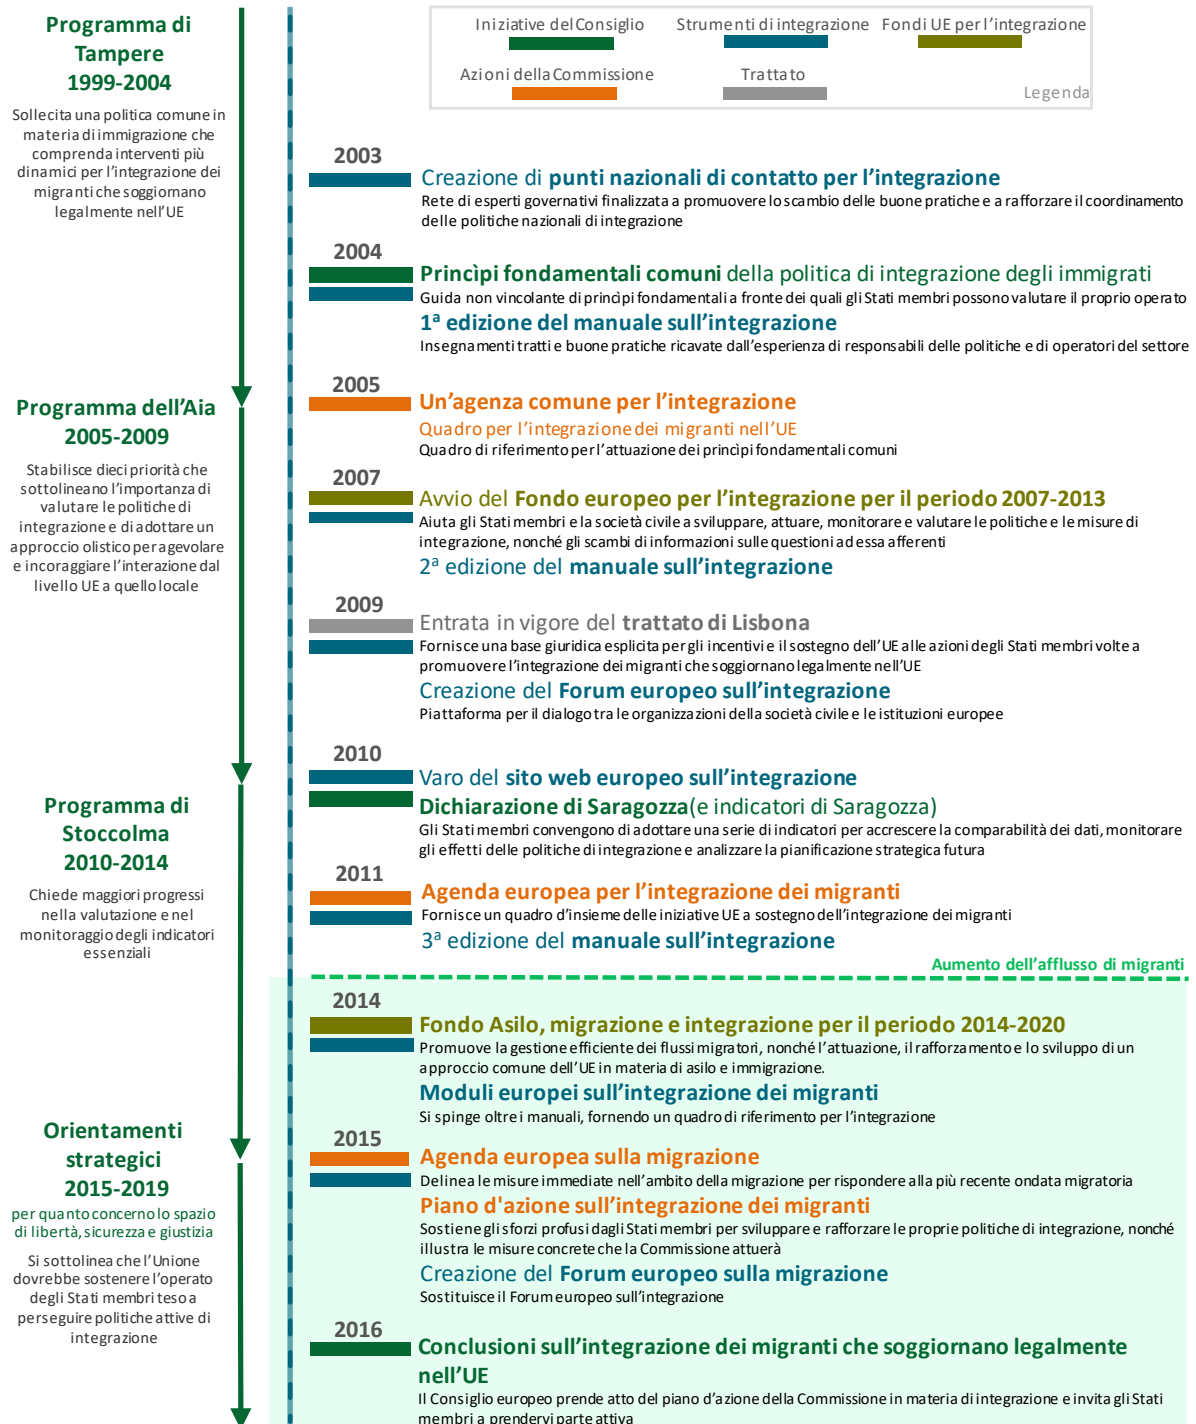 Programma di
Tampere
1999-2004
Sollecita una politica comune in
materia di immigrazione che
comprenda interventi più
dinamici per l’integrazione dei
migranti che soggiornano
legalmente nell’UE
Programma dell’Aia
2005-2009
Stabilisce dieci priorità che
sottolineano l’importanza di
valutare le politiche di
integrazione e di adottare un
approccio olistico per agevolare
e incoraggiare l’interazione dal
livello UE a quello locale
Programma di
Stoccolma
2010-2014
Chiede maggiori progressi
nella valutazione e nel
monitoraggio degli indicatori
essenziali
Orientamenti
strategici
2015-2019
per quanto concerno lo spazio
di libertà, sicurezza e giustizia
Si sottolinea che l’Unione
dovrebbe sostenere l’operato
degli Stati membri teso a
perseguire politiche attive di
integrazione
Iniziative del Consiglio
Strumenti di integrazione
Fondi UE per l’integrazione
Azioni della Commissione
Trattato
Legenda
2003
Creazione di punti nazionali di contatto per l’integrazione
Rete di esperti governativi finalizzata a promuovere lo scambio delle buone pratiche e a rafforzare il coordinamento
delle politiche nazionali di integrazione
2004
Princìpi fondamentali comuni della politica di integrazione degli immigrati
Guida non vincolante di princìpi fondamentali a fronte dei quali gli Stati membri possono valutare il proprio operato
1ª edizione del manuale sull’integrazione
Insegnamenti tratti e buone pratiche ricavate dall’esperienza di responsabili delle politiche e di operatori del settore
2005
Un’agenza comune per l’integrazione
Quadro per l’integrazione dei migranti nell’UE
Quadro di riferimento per l’attuazione dei princìpi fondamentali comuni
2007
Avvio del Fondo europeo per l’integrazione per il periodo 2007-2013
Aiuta gli Stati membri e la società civile a sviluppare, attuare, monitorare e valutare le politiche e le misure di
integrazione, nonché gli scambi di informazioni sulle questioni ad essa afferenti
2ª edizione del manuale sull’integrazione
2009
Entrata in vigore del trattato di Lisbona
Fornisce una base giuridica esplicita per gli incentivi e il sostegno dell’UE alle azioni degli Stati membri volte a
promuovere l’integrazione dei migranti che soggiornano legalmente nell’UE
Creazione del Forum europeo sull’integrazione
Piattaforma per il dialogo tra le organizzazioni della società civile e le istituzioni europee
2010
Varo del sito web europeo sull’integrazione
Dichiarazione di Saragozza(e indicatori di Saragozza)
Gli Stati membri convengono di adottare una serie di indicatori per accrescere la comparabilità dei dati, monitorare
gli effetti delle politiche di integrazione e analizzare la pianificazione strategica futura
2011
Agenda europea per l’integrazione dei migranti
Fornisce un quadro d’insieme delle iniziative UE a sostegno dell’integrazione dei migranti
3ª edizione del manuale sull’integrazione
Aumento dell’afflusso di migranti
2014
Fondo Asilo, migrazione e integrazione per il periodo 2014-2020
Promuove la gestione efficiente dei flussi migratori, nonché l’attuazione, il rafforzamento e lo sviluppo di un
approccio comune dell’UE in materia di asilo e immigrazione.
Moduli europei sull’integrazione dei migranti
Si spinge oltre i manuali, fornendo un quadro di riferimento per l’integrazione
2015
Agenda europea sulla migrazione
Delinea le misure immediate nell’ambito della migrazione per rispondere alla più recente ondata migratoria
Piano d'azione sull’integrazione dei migranti
Sostiene gli sforzi profusi dagli Stati membri per sviluppare e rafforzare le proprie politiche di integrazione, nonché
illustra le misure concrete che la Commissione attuerà
Creazione del Forum europeo sulla migrazione
Sostituisce il Forum europeo sull’integrazione
2016
Conclusioni sull’integrazione dei migranti che soggiornano legalmente
nell’UE
Il Consiglio europeo prende atto del piano d’azione della Commissione in materia di integrazione e invita gli Stati
membri a prendervi parte attiva